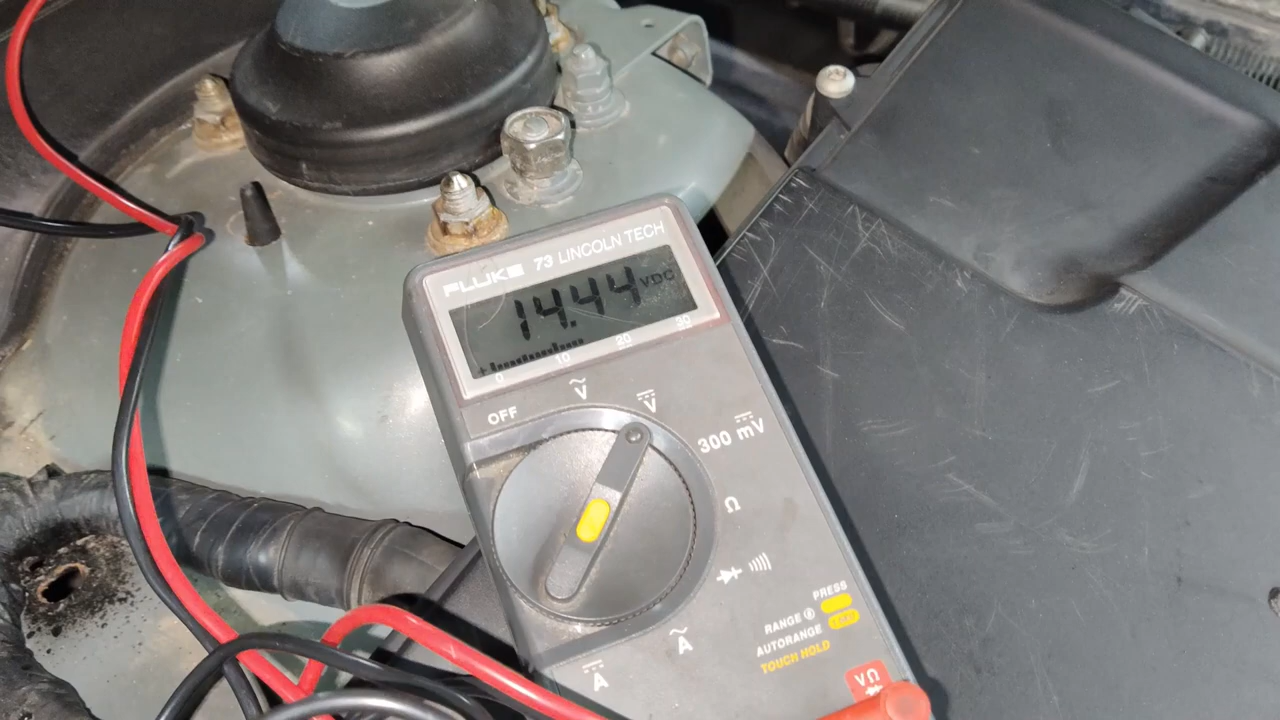 FLUKE 73 LINCOLN TECH
14.44 VDC
0 10 20 30
OFF
Ṽ
V
300 mV
Ω
Ã
A
PRESS
RANGE
AUTORANGE
TOUCH HOLD
VΩ